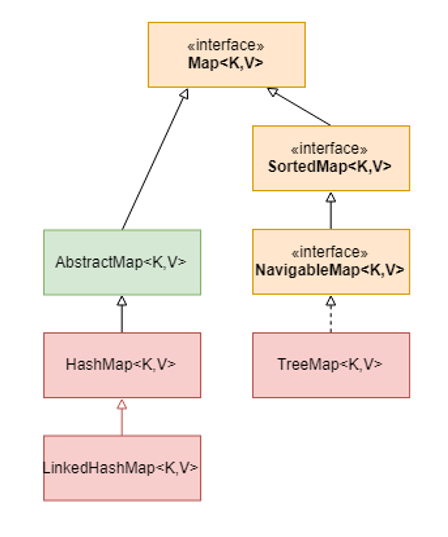 «interface»
Map<K,V>
«interface»
SortedMap<K,V>
AbstractMap<K,V>
«interface»
NavigableMap<K,V>
HashMap<K,V>
TreeMap<K,V>
LinkedHashMap<K,V>